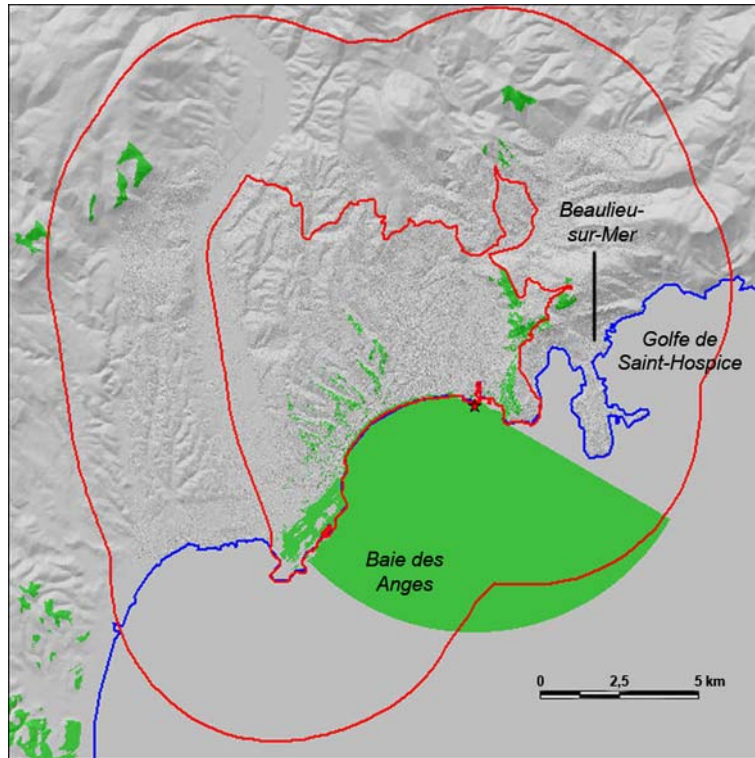 Beaulieu-
sur-Mer
Golfe de
Saint-Hospice
Baie des
Anges
0 2,5 5 km